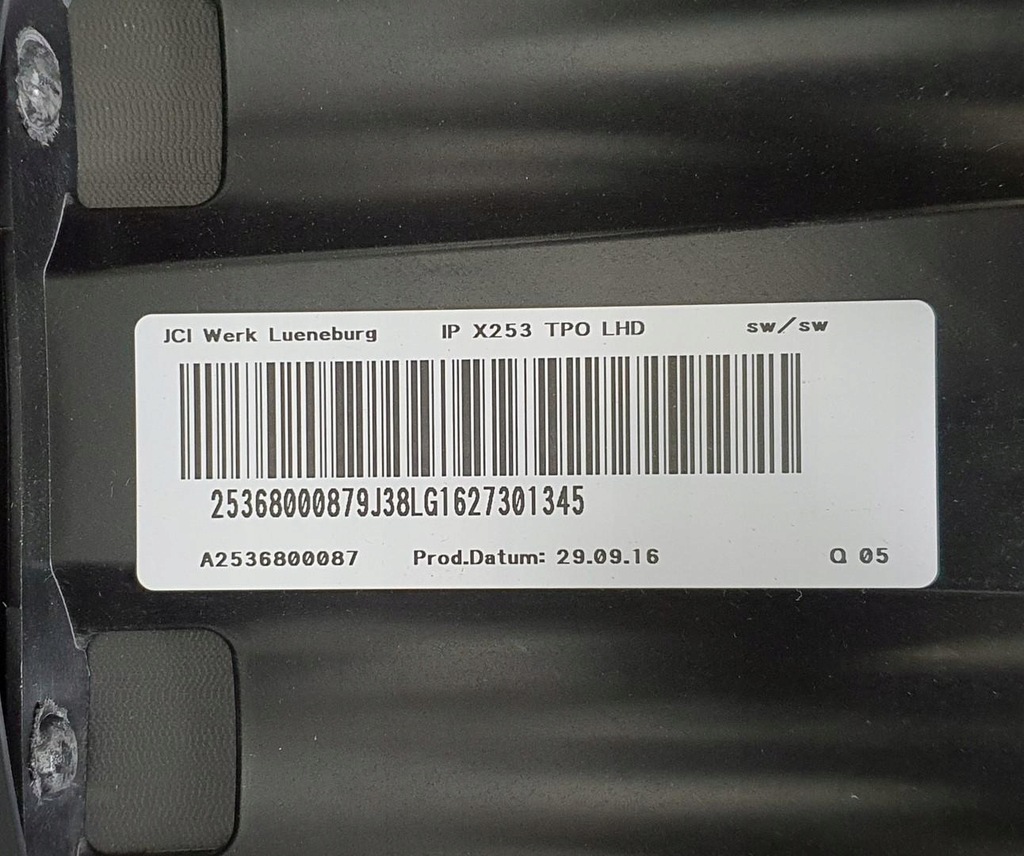 JCI Werk Lueneburg IP X253 TPO LHD sw/sw
25368000879J38LG1627301345
A2536800087 Prod.Datum: 29.09.16 Q 05